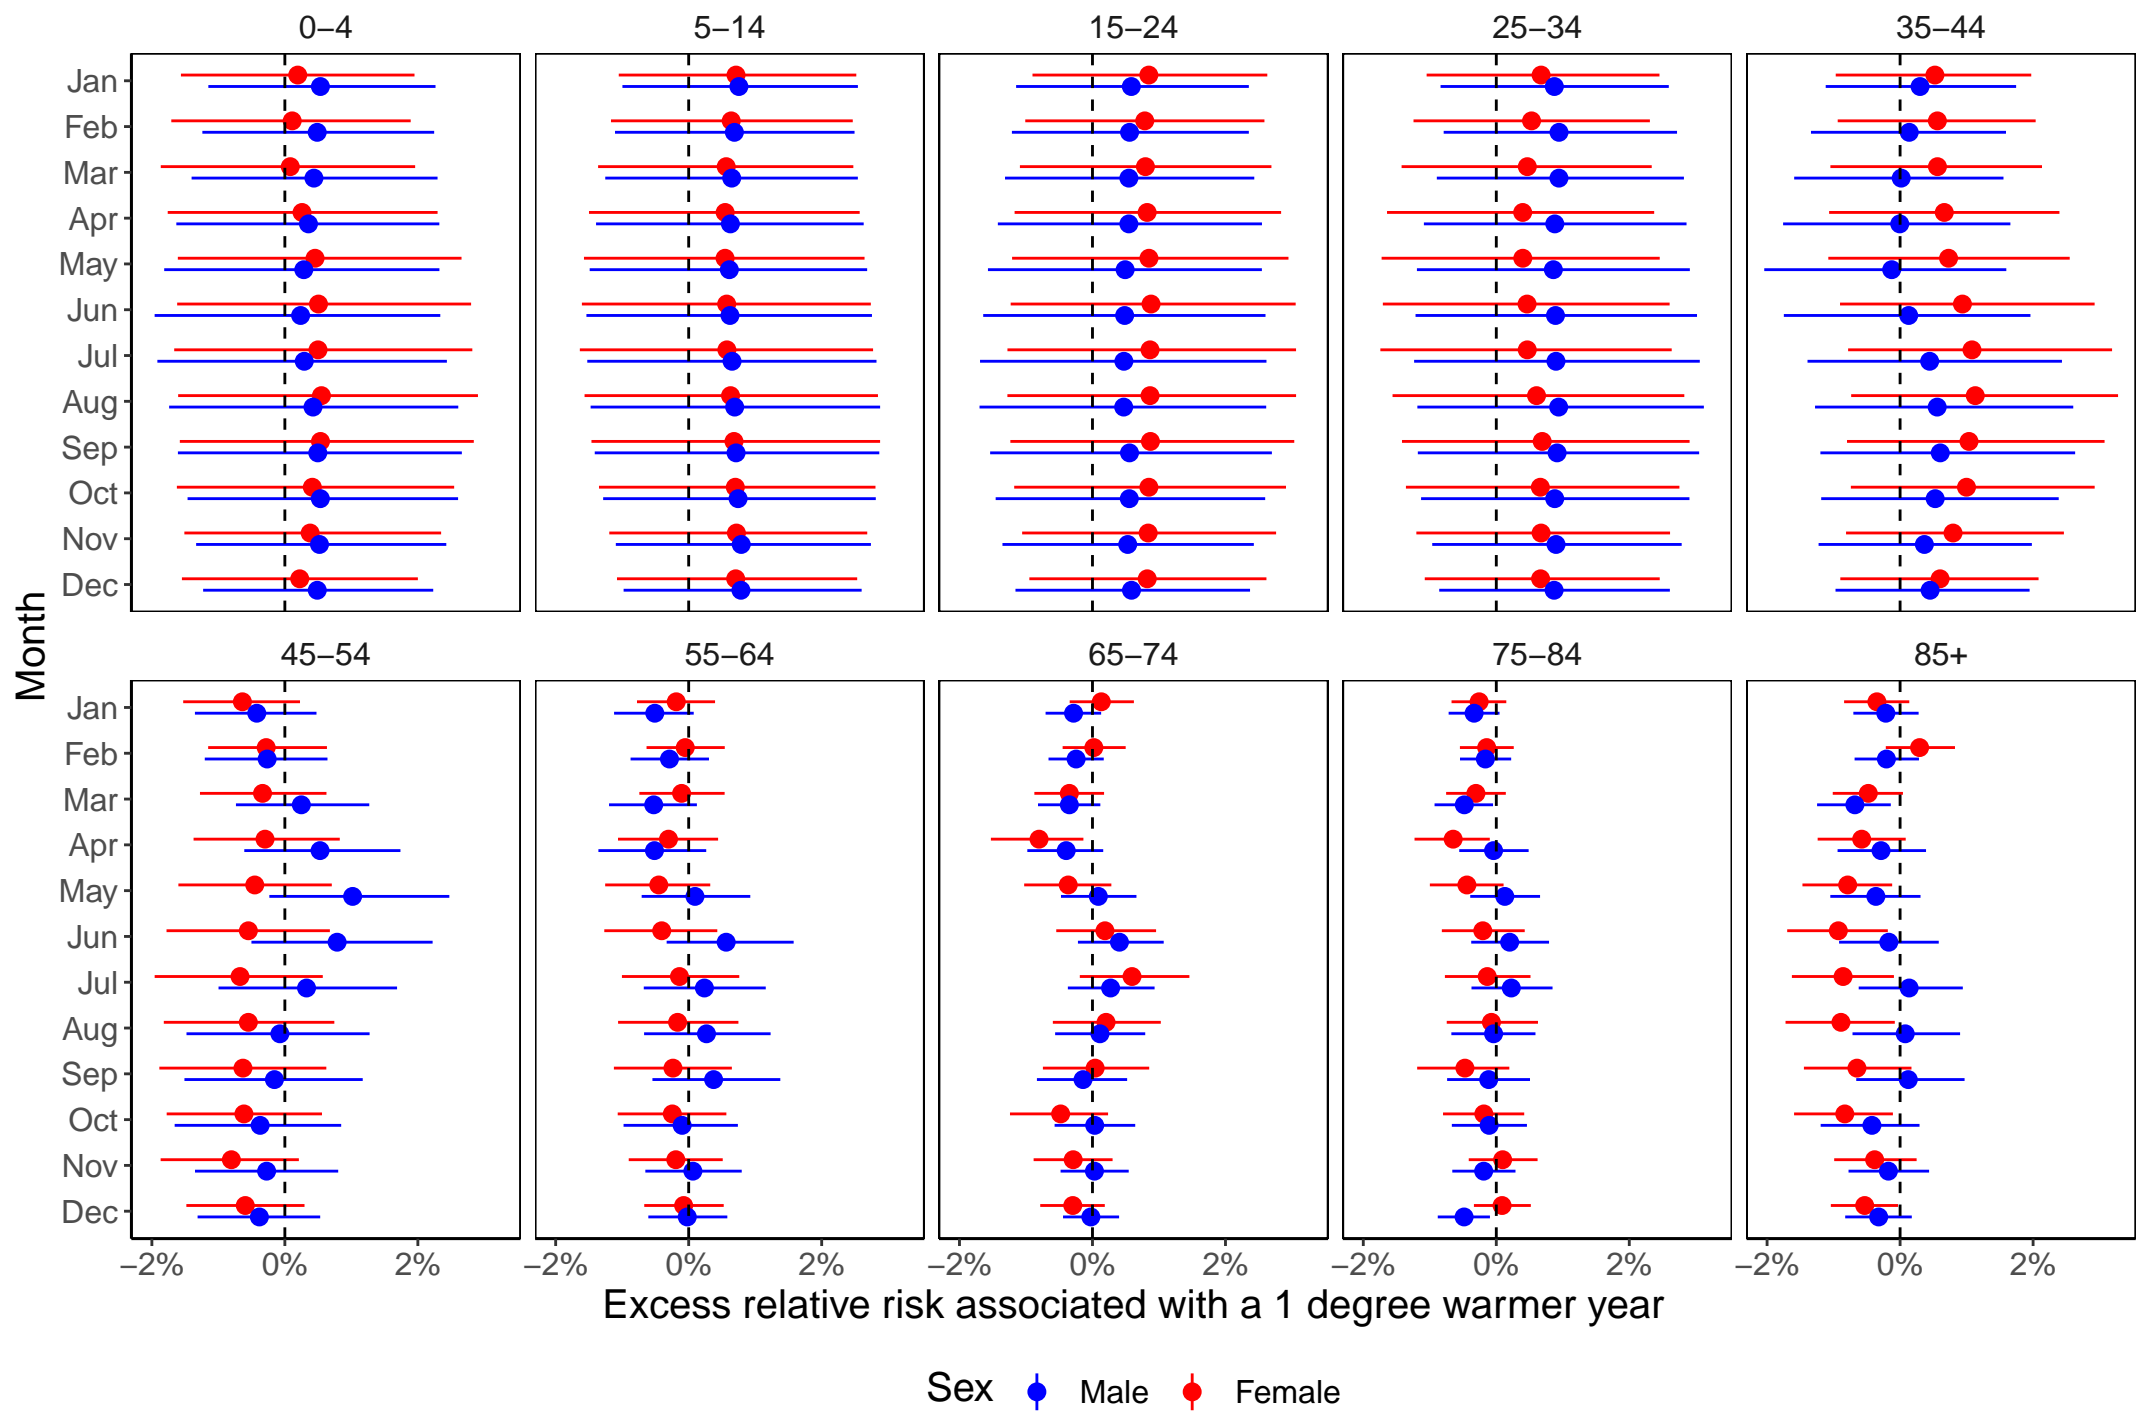 0–4 5–14 15–24 25–34 35–44
Jan
Feb
Mar
Apr
May
Jun
Jul
Aug
Sep
Oct
Nov
Dec
Month
45–54 55–64 65–74 75–84 85+
Jan
Feb
Mar
Apr
May
Jun
Jul
Aug
Sep
Oct
Nov
Dec
−2% 0% 2% −2% 0% 2% −2% 0% 2% −2% 0% 2% −2% 0% 2%
Excess relative risk associated with a 1 degree warmer year
Sex Male Female